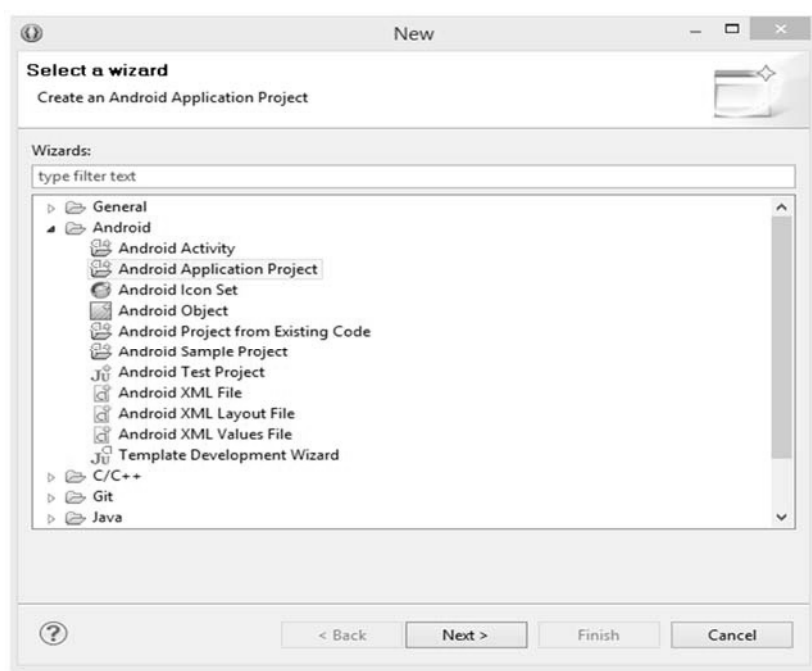 New
Select a wizard
Create an Android Application Project
Wizards:
type filter text
General
Android
Android Activity
Android Application Project
Android Icon Set
Android Object
Android Project from Existing Code
Android Sample Project
Android Test Project
Android XML File
Android XML Layout File
Android XML Values File
Template Development Wizard
C/C++
Git
Java
? < Back Next > Finish Cancel